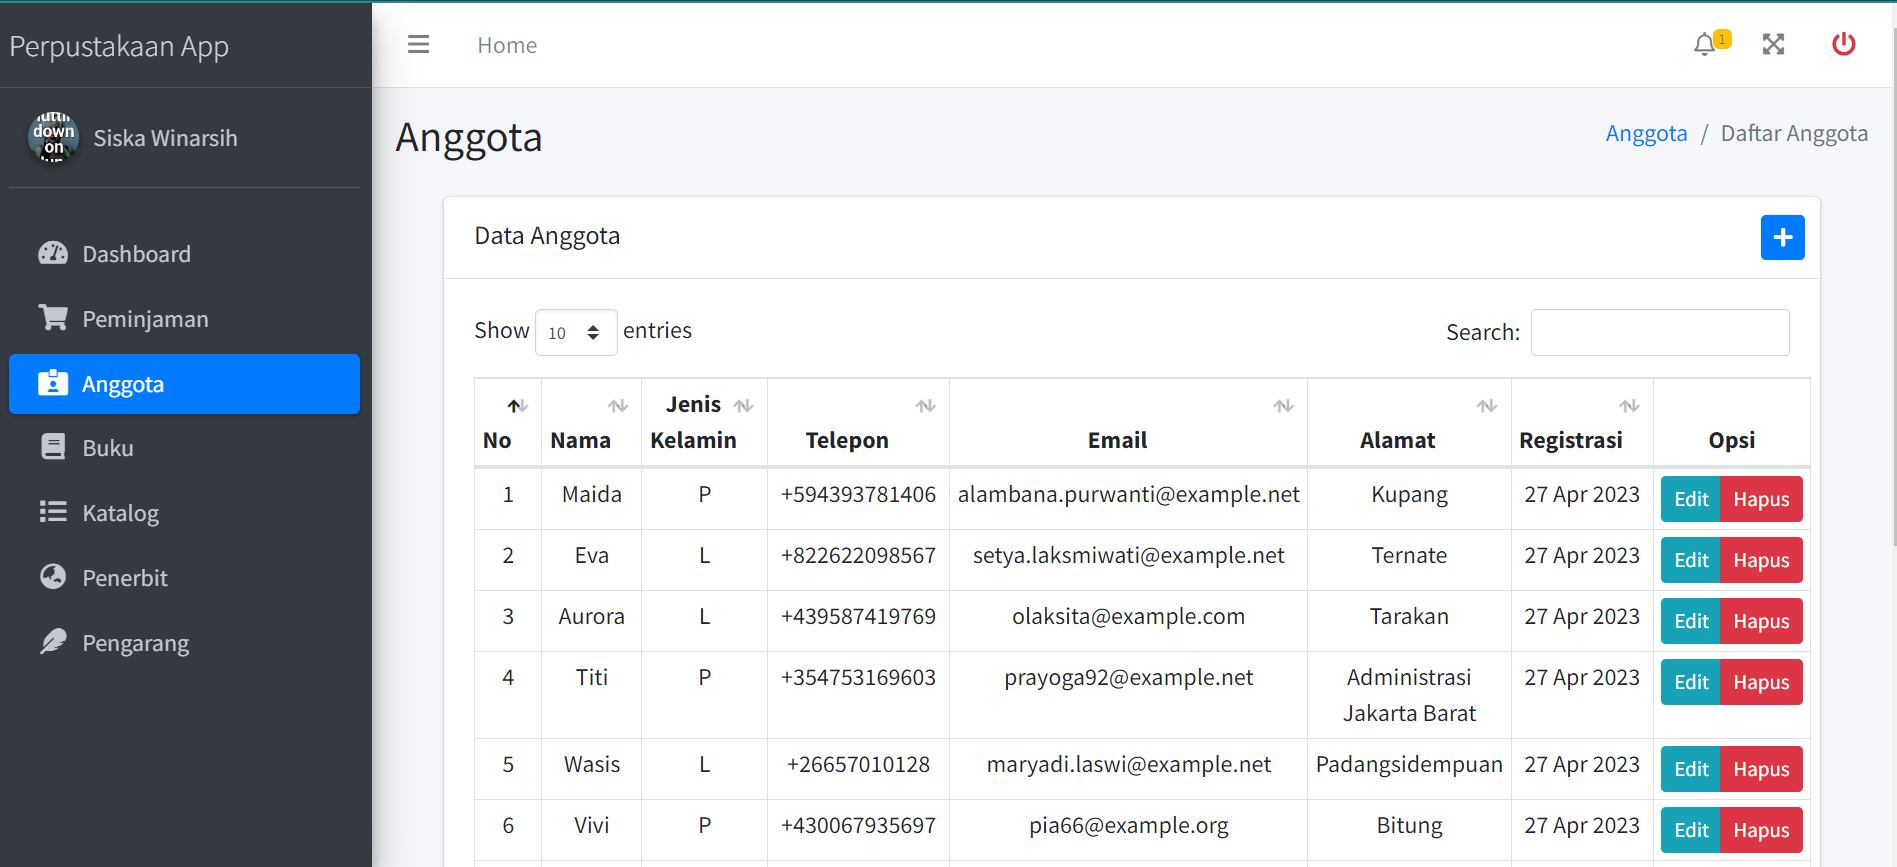 Perpustakaan App
Home
1
down
on
Siska Winarsih
Anggota
Anggota / Daftar Anggota
Dashboard
Peminjaman
Anggota
Buku
Katalog
Penerbit
Pengarang
Data Anggota
Show 10 entries
Search:
No Nama Jenis Kelamin Telepon Email Alamat Registrasi Opsi
1 Maida P +594393781406 alambana.purwanti@example.net Kupang 27 Apr 2023 Edit Hapus
2 Eva L +822622098567 setya.laksmiwati@example.net Ternate 27 Apr 2023 Edit Hapus
3 Aurora L +439587419769 olaksita@example.com Tarakan 27 Apr 2023 Edit Hapus
4 Titi P +354753169603 prayoga92@example.net Administrasi Jakarta Barat 27 Apr 2023 Edit Hapus
5 Wasis L +26657010128 maryadi.laswi@example.net Padangsidempuan 27 Apr 2023 Edit Hapus
6 Vivi P +430067935697 pia66@example.org Bitung 27 Apr 2023 Edit Hapus